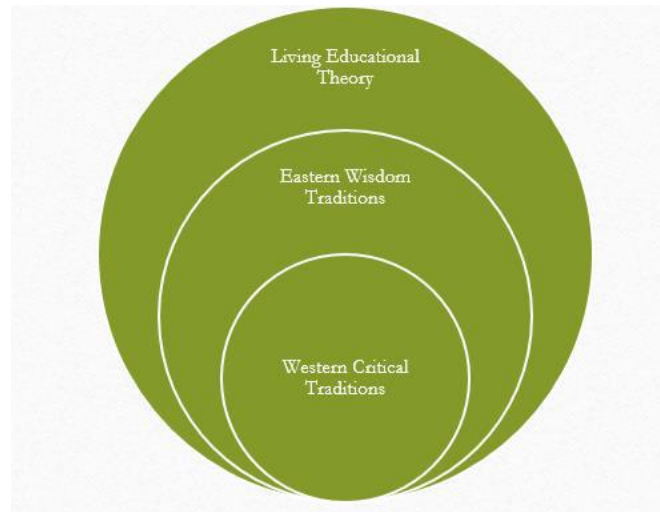 Living Educational
Theory
Eastern Wisdom
Traditions
Western Critical
Traditions